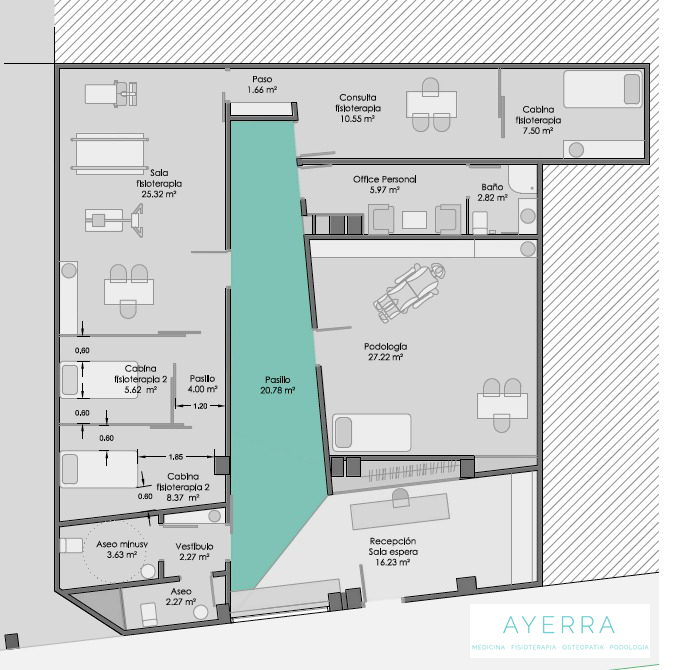 Paso
1.66 m²
Consulta
fisioterapia
10.55 m²
Cabina
fisioterapia
7.50 m²
Sala
fisioterapia
25.32 m²
Office Personal
5.97 m²
Baño
2.82 m²
Podología
27.22 m²
0,60
Cabina
fisioterapia 2
5.62 m²
Pasillo
4.00 m²
Pasillo
20.78 m²
1.20
0.60
0.60
1,85
0.60
Cabina
fisioterapia 2
8.37 m²
Aseo minusv
3.63 m²
Vestíbulo
2.27 m²
Recepción
Sala espera
16.23 m²
Aseo
2.27 m²
AYERRA
MEDICINA · FISIOTERAPIA · OSTEOPATÍA · PODOLOGÍA